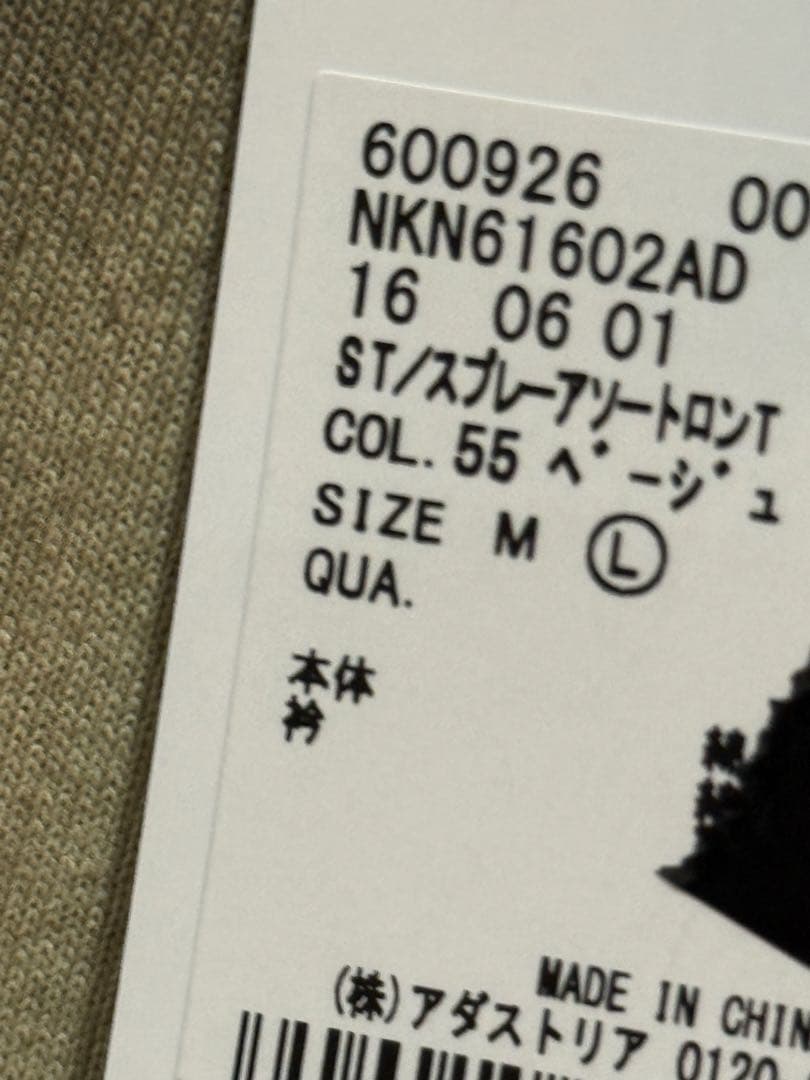 600926 00
NKN61602AD
16 06 01
ST/スプレーアソートロンT
COL. 55 ベージュ
SIZE M Ⓛ
QUA.
本体
衿
MADE IN CHIN
(株)アダストリア 0120